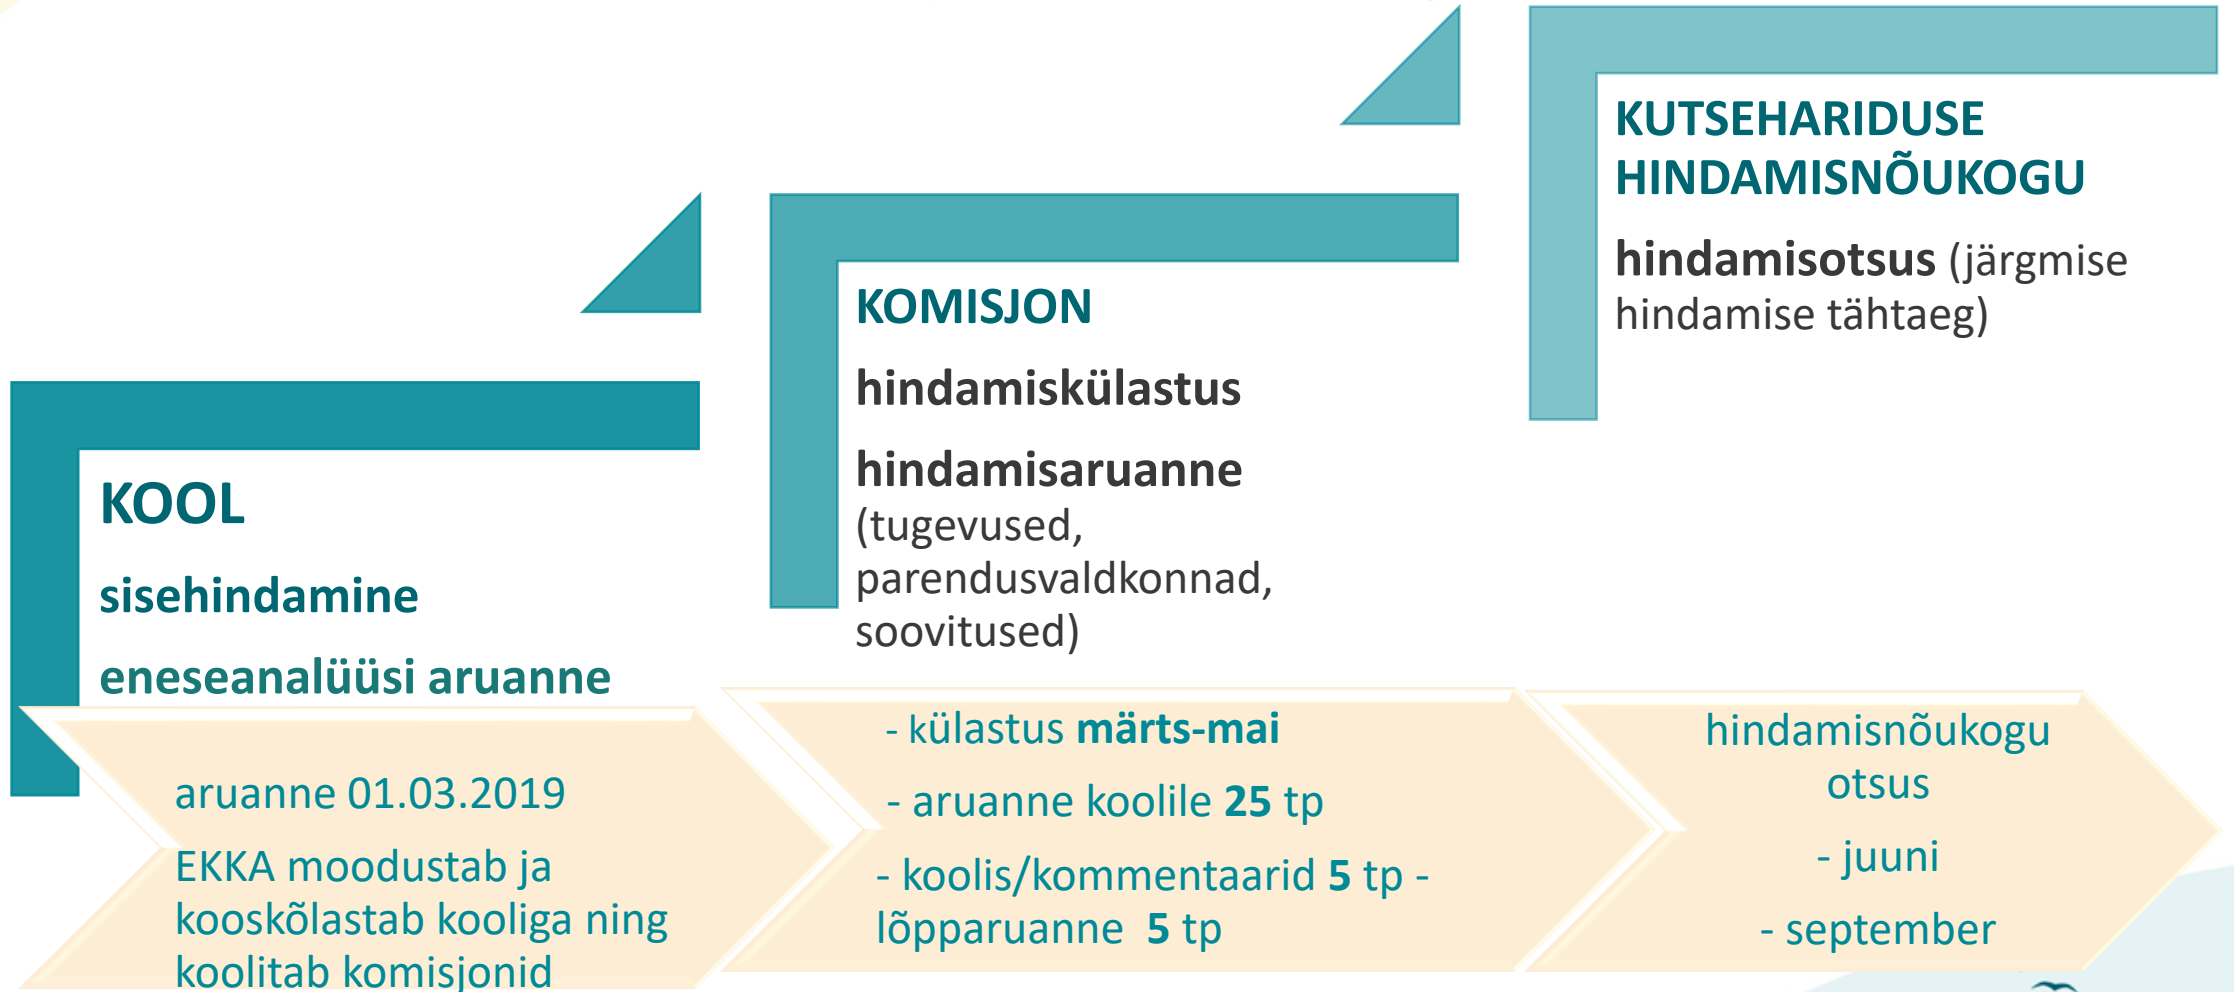 KOOL
sisehindamine
eneseanalüüsi aruanne
aruanne 01.03.2019
EKKA moodustab ja
kooskõlastab kooliga ning
koolitab komisjonid
KOMISJON
hindamiskülastus
hindamisaruanne
(tugevused,
parendusvaldkonnad,
soovitused)
- külastus märts-mai
- aruanne koolile 25 tp
- koolis/kommentaarid 5 tp -
lõpparuanne 5 tp
KUTSEHARIDUSE
HINDAMISNÕUKOGU
hindamisotsus (järgmise
hindamise tähtaeg)
hindamisnõukogu
otsus
- juuni
- september